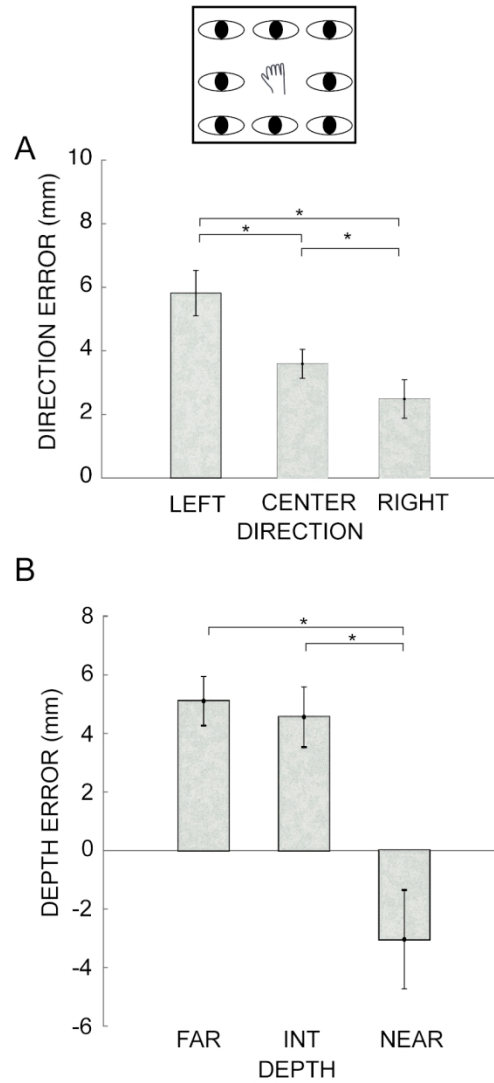 A
10
8
6
4
2
0
DIRECTION ERROR (mm)
*
*
*
LEFT CENTER RIGHT
DIRECTION
B
8
6
4
2
0
-2
-4
-6
DEPTH ERROR (mm)
*
*
FAR INT NEAR
DEPTH